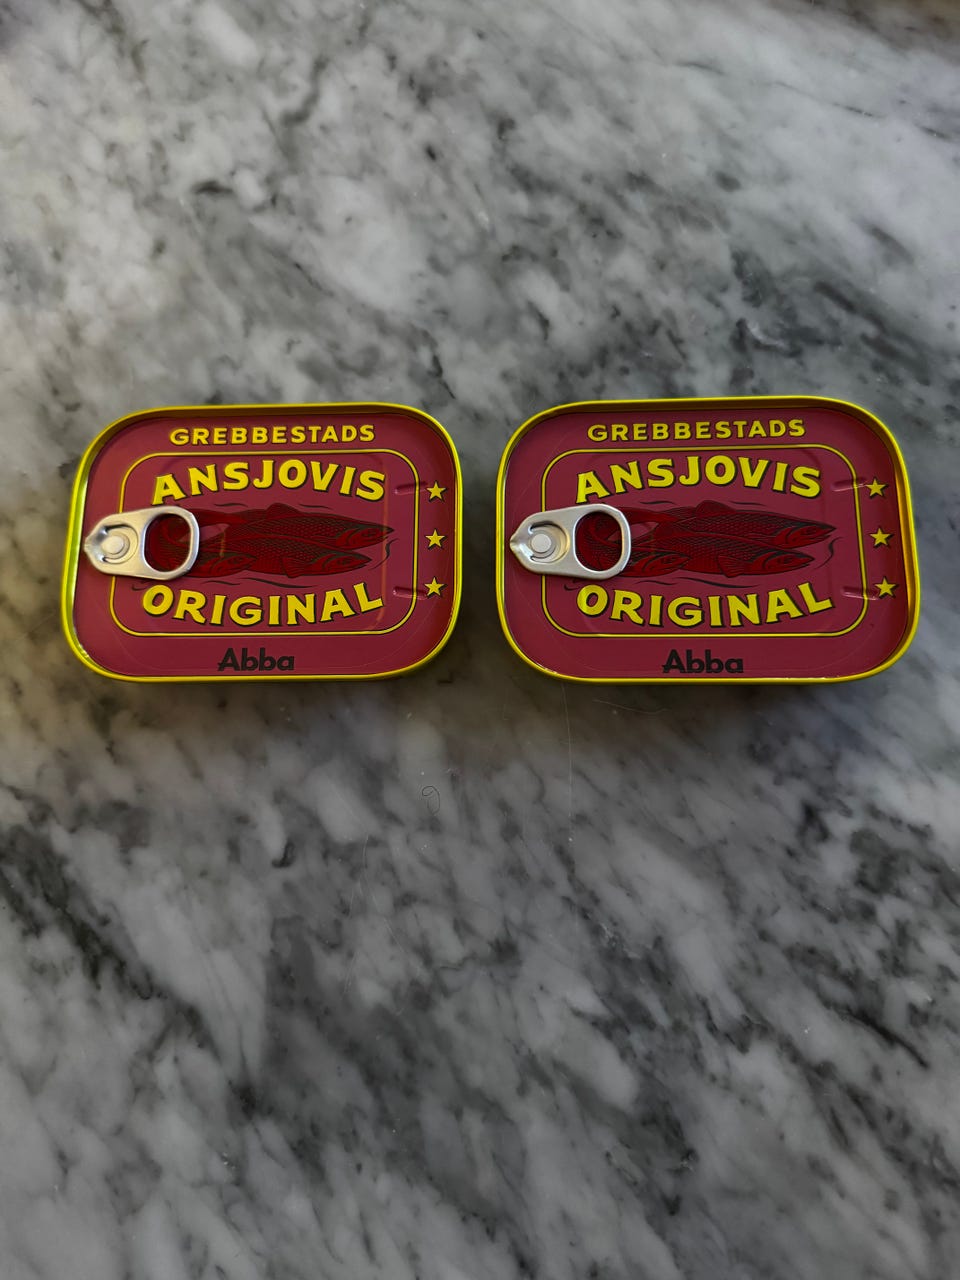 GREBBESTADS
ANSJOVIS
ORIGINAL
Abba
GREBBESTADS
ANSJOVIS
ORIGINAL
Abba